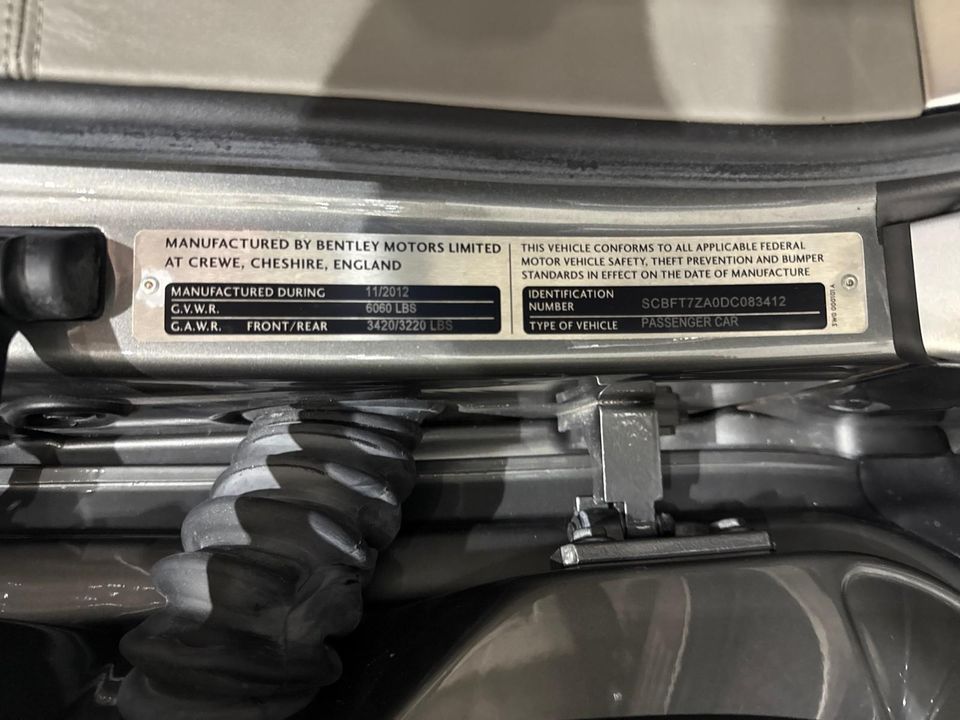 MANUFACTURED BY BENTLEY MOTORS LIMITED
AT CREWE, CHESHIRE, ENGLAND
MANUFACTURED DURING 11/2012
G.V.W.R. 6060 LBS
G.A.W.R. FRONT/REAR 3420/3220 LBS
THIS VEHICLE CONFORMS TO ALL APPLICABLE FEDERAL
MOTOR VEHICLE SAFETY, THEFT PREVENTION AND BUMPER
STANDARDS IN EFFECT ON THE DATE OF MANUFACTURE
IDENTIFICATION
NUMBER SCBFT7ZA0DC083412
TYPE OF VEHICLE PASSENGER CAR